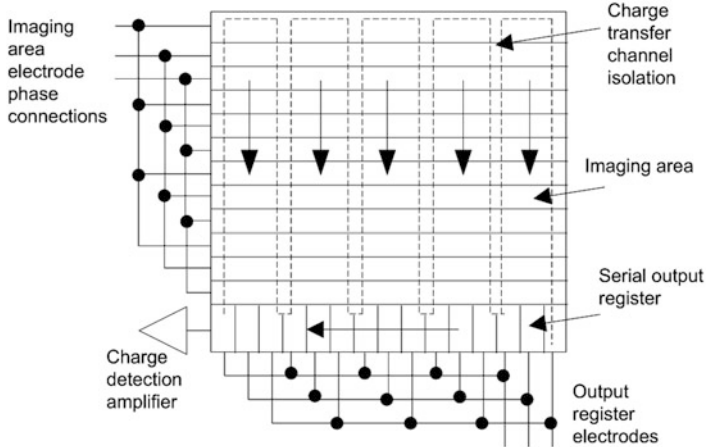 Imaging
area
electrode
phase
connections
Charge
transfer
channel
isolation
Imaging area
Serial output
register
Charge
detection
amplifier
Output
register
electrodes